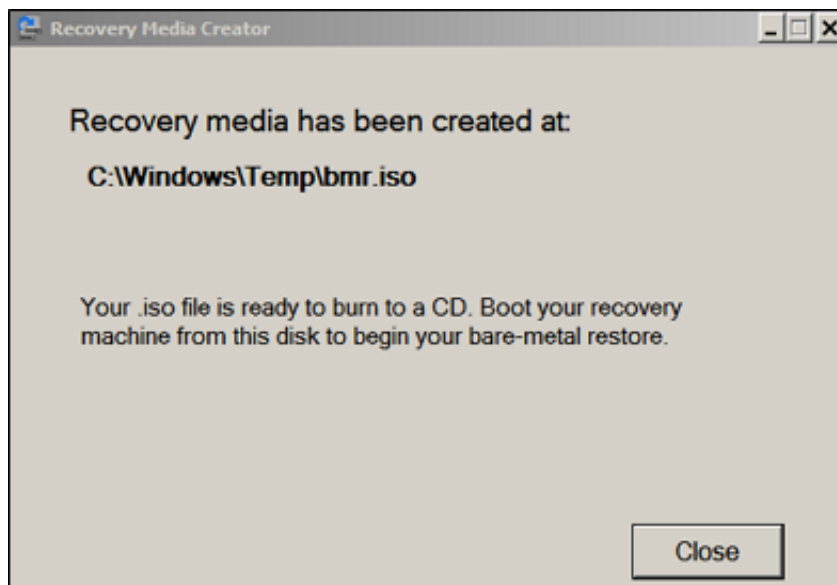 Recovery Media Creator
Recovery media has been created at:
C:\Windows\Temp\bmr.iso
Your .iso file is ready to burn to a CD. Boot your recovery
machine from this disk to begin your bare-metal restore.
Close